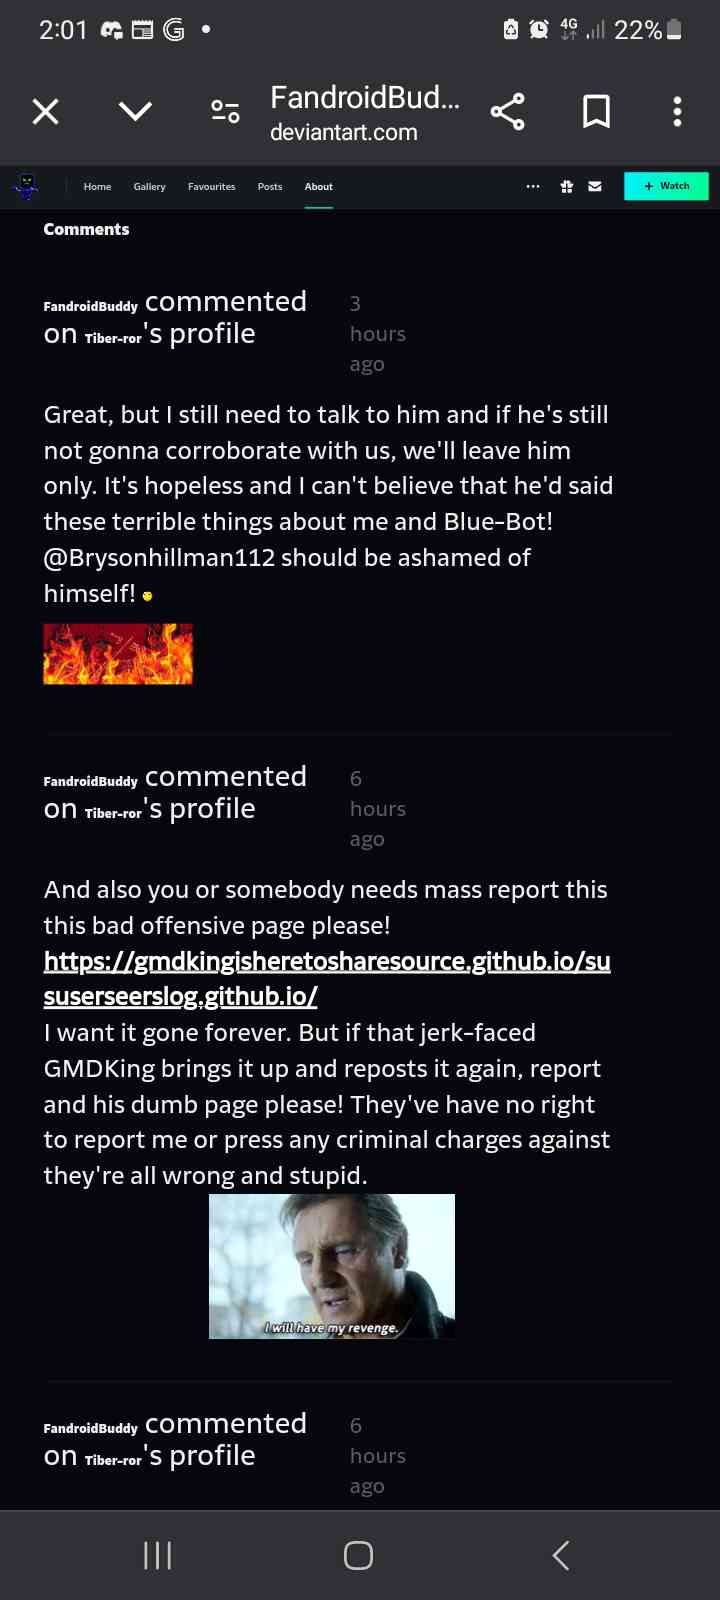 2:01 4G 22%
FandroidBud...
deviantart.com
Home Gallery Favourites Posts About ... + Watch
Comments
FandroidBuddy commented
on Tiber-ror's profile
3
hours
ago
Great, but I still need to talk to him and if he's still
not gonna corroborate with us, we'll leave him
only. It's hopeless and I can't believe that he'd said
these terrible things about me and Blue-Bot!
@Brysonhillman112 should be ashamed of
himself!
FandroidBuddy commented
on Tiber-ror's profile
6
hours
ago
And also you or somebody needs mass report this
this bad offensive page please!
https://gmdkingisheretosharesource.github.io/su
suserseerslog.github.io/
I want it gone forever. But if that jerk-faced
GMDKing brings it up and reposts it again, report
and his dumb page please! They've have no right
to report me or press any criminal charges against
they're all wrong and stupid.
I will have my revenge.
FandroidBuddy commented
on Tiber-ror's profile
6
hours
ago